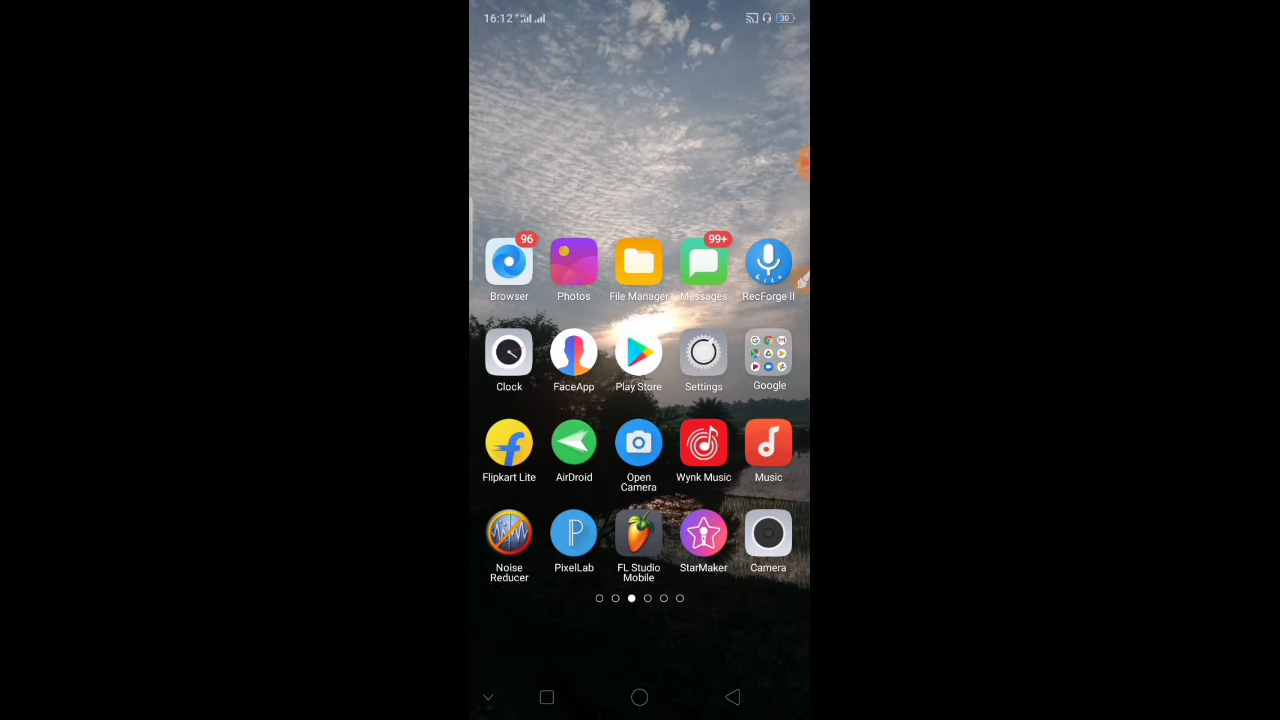 16:12
30
96
99+
Browser
Photos
File Manager
Messages
RecForge II
Clock
FaceApp
Play Store
Settings
Google
Flipkart Lite
AirDroid
Open
Camera
Wynk Music
Music
Noise
Reducer
PixelLab
FL Studio
Mobile
StarMaker
Camera